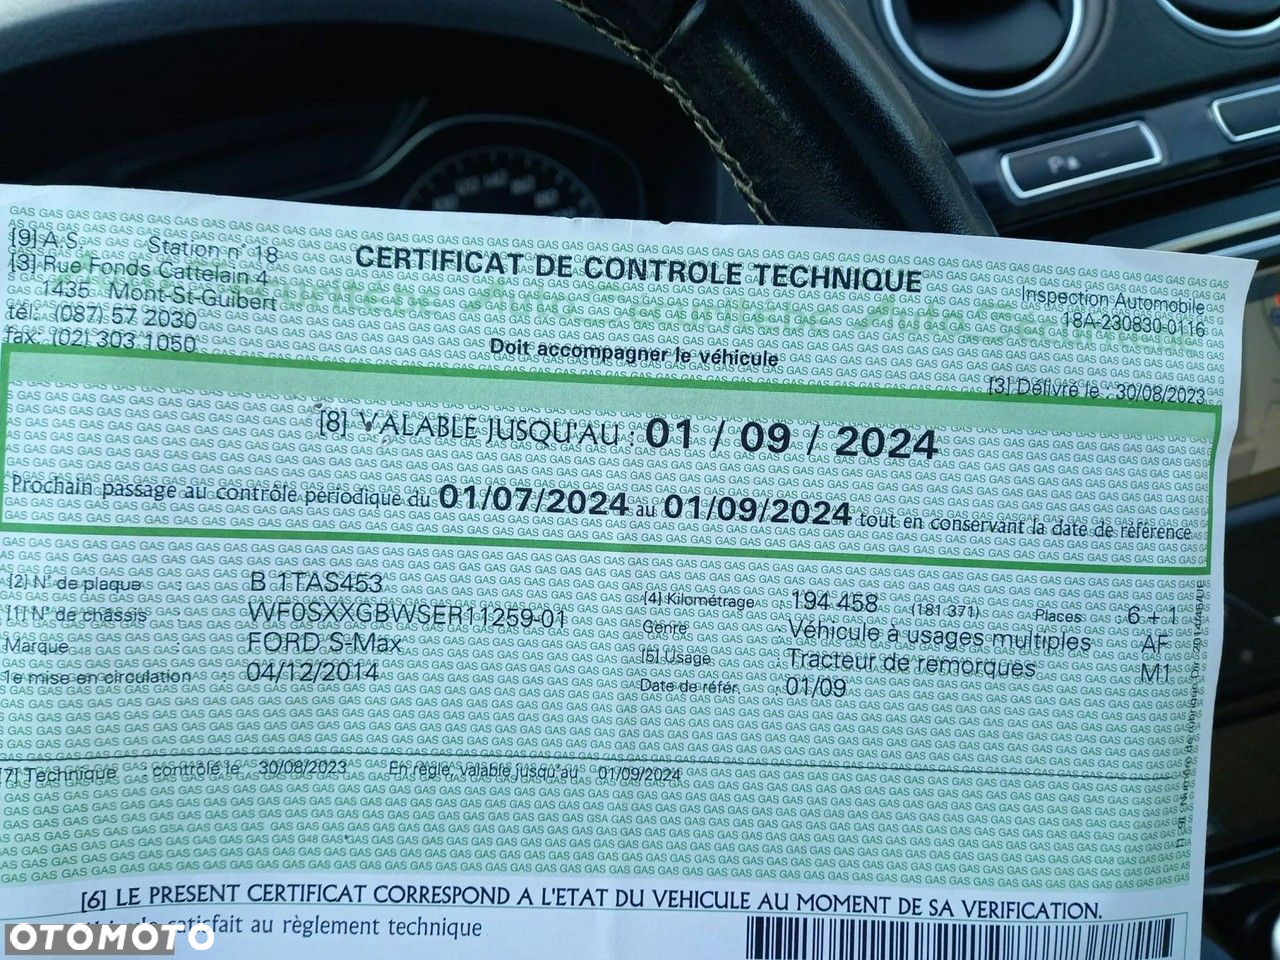 [9] A.S. Station n° 18
[3] Rue Fonds Cattelain 4
1435 Mont-St-Guibert
tél.: (087) 57 2030
fax: (02) 303 1050
CERTIFICAT DE CONTROLE TECHNIQUE
Doit accompagner le véhicule
Inspection Automobile
18A-230830-0116
[3] Délivré le : 30/08/2023
[8] VALABLE JUSQU'AU : 01 / 09 / 2024
Prochain passage au contrôle périodique du 01/07/2024 au 01/09/2024 tout en conservant la date de référence
[2] N° de plaque : B 1TAS453
[1] N° de châssis : WF0SXXGBWSER11259-01
Marque : FORD S-Max
1e mise en circulation : 04/12/2014
[4] Kilométrage : 194 458 (181 371) Places : 6 + 1
Genre : Véhicule à usages multiples AF
[5] Usage : Tracteur de remorques M1
Date de référ. : 01/09
[7] Technique : contrôlé le 30/08/2023 En règle, valable jusqu'au 01/09/2024
[6] LE PRESENT CERTIFICAT CORRESPOND A L'ETAT DU VEHICULE AU MOMENT DE SA VERIFICATION.
satisfait au règlement technique
OTOMOTO